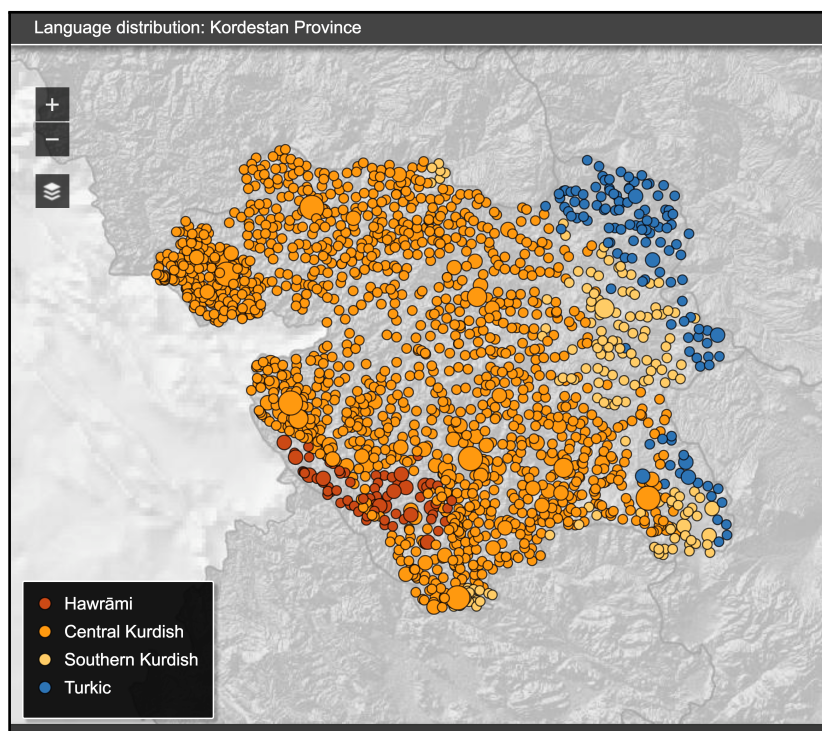 Language distribution: Kordestan Province
+
−
Hawrāmi
Central Kurdish
Southern Kurdish
Turkic